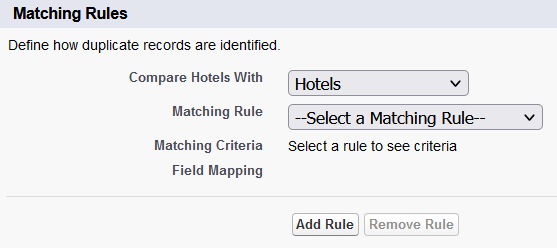 Matching Rules
Define how duplicate records are identified.
Compare Hotels With Hotels
Matching Rule --Select a Matching Rule--
Matching Criteria Select a rule to see criteria
Field Mapping
Add Rule Remove Rule